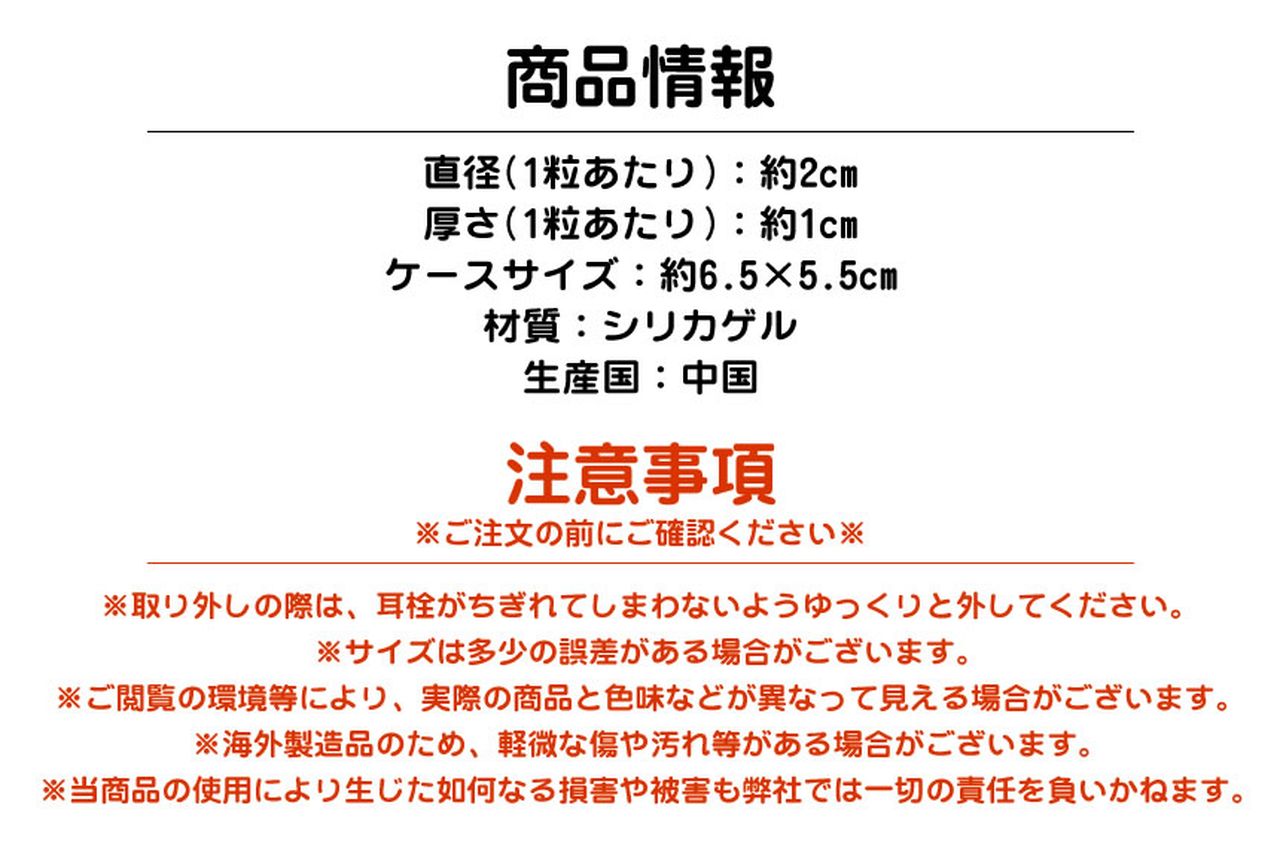 商品情報
直径(1粒あたり):約2cm
厚さ(1粒あたり):約1cm
ケースサイズ:約6.5×5.5cm
材質:シリカゲル
生産国:中国
注意事項
※ご注文の前にご確認ください※
※取り外しの際は、耳栓がちぎれてしまわないようゆっくりと外してください。
※サイズは多少の誤差がある場合がございます。
※ご閲覧の環境等により、実際の商品と色味などが異なって見える場合がございます。
※海外製造品のため、軽微な傷や汚れ等がある場合がございます。
※当商品の使用により生じた如何なる損害や被害も弊社では一切の責任を負いかねます。